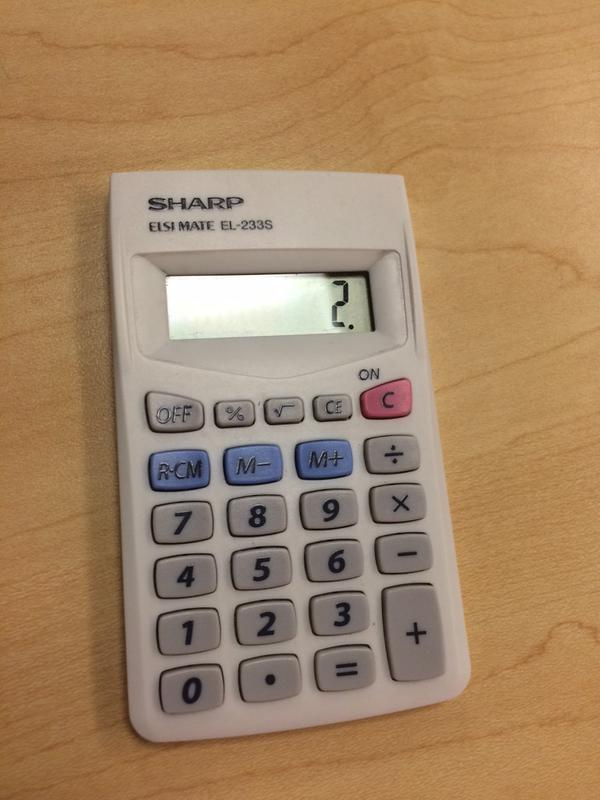 SHARP
ELSI MATE EL-233S
2.
ON
OFF % √ CE C
R·CM M− M+ ÷
7 8 9 ×
4 5 6 −
1 2 3 +
0 · =